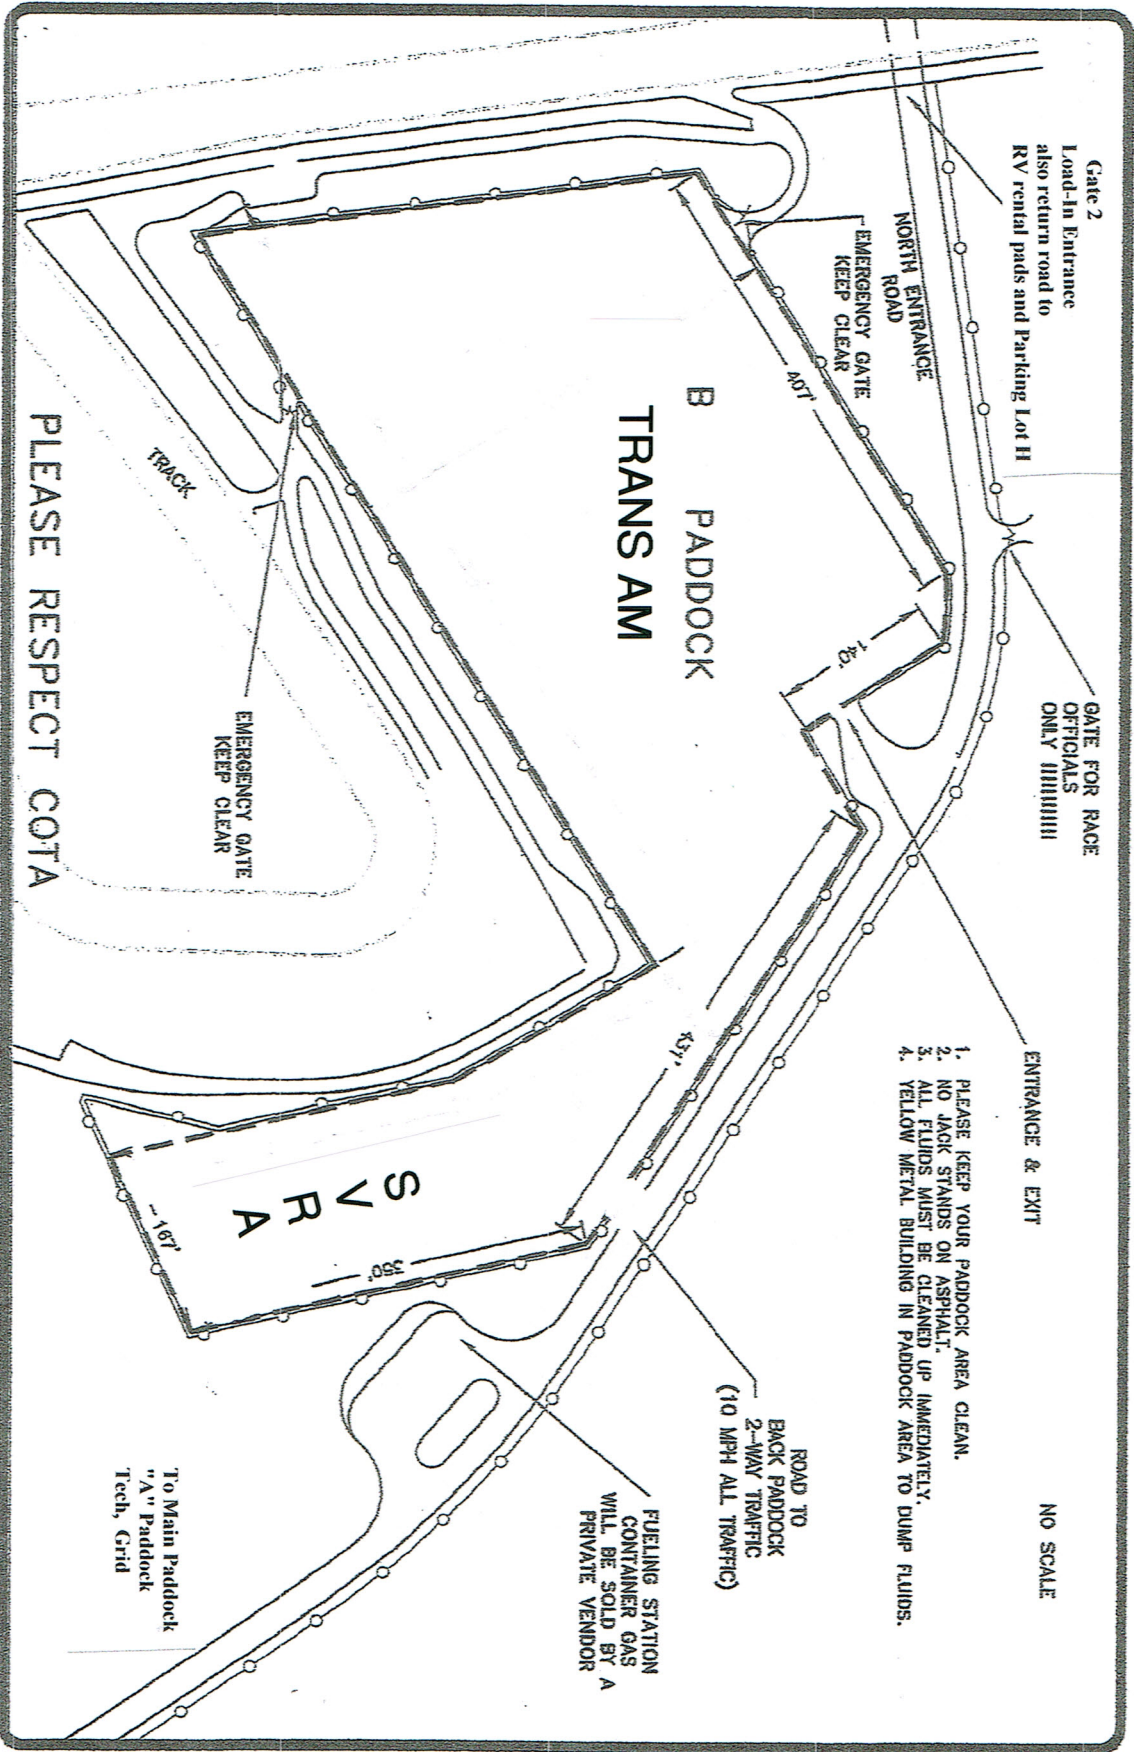 Gate 2
Load-In Entrance
also return road to
RV rental pads and Parking Lot H
NORTH ENTRANCE
ROAD
EMERGENCY GATE
KEEP CLEAR
407'
B PADDOCK
TRANS AM
TRACK
EMERGENCY GATE
KEEP CLEAR
PLEASE RESPECT COTA
GATE FOR RACE
OFFICIALS
ONLY !!!!!!!!!!
ENTRANCE & EXIT
NO SCALE
1. PLEASE KEEP YOUR PADDOCK AREA CLEAN.
2. NO JACK STANDS ON ASPHALT.
3. ALL FLUIDS MUST BE CLEANED UP IMMEDIATELY.
4. YELLOW METAL BUILDING IN PADDOCK AREA TO DUMP FLUIDS.
S
V
R
A
350'
167'
ROAD TO
BACK PADDOCK
2-WAY TRAFFIC
(10 MPH ALL TRAFFIC)
FUELING STATION
CONTAINER GAS
WILL BE SOLD BY A
PRIVATE VENDOR
To Main Paddock
"A" Paddock
Tech, Grid